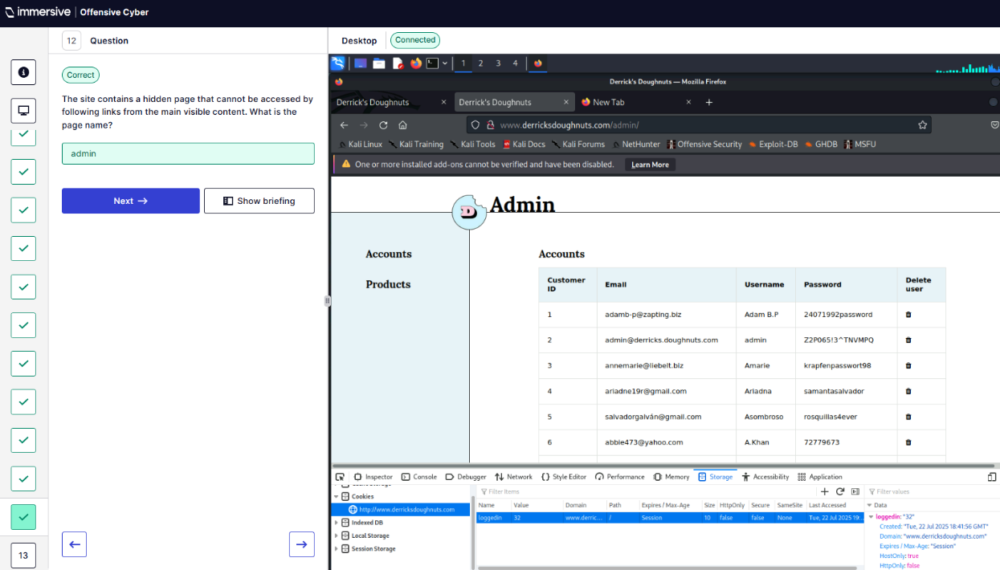 immersive | Offensive Cyber
12 Question
Correct
The site contains a hidden page that cannot be accessed by
following links from the main visible content. What is the
page name?
admin
Next →
Show briefing
13
Desktop
Connected
1 2 3 4
Derrick's Doughnuts — Mozilla Firefox
Derrick's Doughnuts
Derrick's Doughnuts
New Tab
www.derricksdoughnuts.com/admin/
Kali Linux Kali Training Kali Tools Kali Docs Kali Forums NetHunter Offensive Security Exploit-DB GHDB MSFU
One or more installed add-ons cannot be verified and have been disabled. Learn More
D
Admin
Accounts
Products
Accounts
Customer ID Email Username Password Delete user
1 adamb-p@zapting.biz Adam B.P 24071992password
2 admin@derricks.doughnuts.com admin Z2P065!3^TNVMPQ
3 annemarie@liebelt.biz Amarie krapfenpasswort98
4 ariadne19r@gmail.com Ariadna samantasalvador
5 salvadorgalván@gmail.com Asombroso rosquillas4ever
6 abbie473@yahoo.com A.Khan 72779673
Inspector Console Debugger Network Style Editor Performance Memory Storage Accessibility Application
Cookies
http://www.derricksdoughnuts.com
Indexed DB
Local Storage
Session Storage
Filter Items
Name Value Domain Path Expires / Max-Age Size HttpOnly Secure SameSite Last Accessed
loggedin 32 www.derric... / Session 10 false false None Tue, 22 Jul 2025 19:...
Filter values
Data
loggedin: "32"
Created: "Tue, 22 Jul 2025 18:41:56 GMT"
Domain: "www.derricksdoughnuts.com"
Expires / Max-Age: "Session"
HostOnly: true
HttpOnly: false